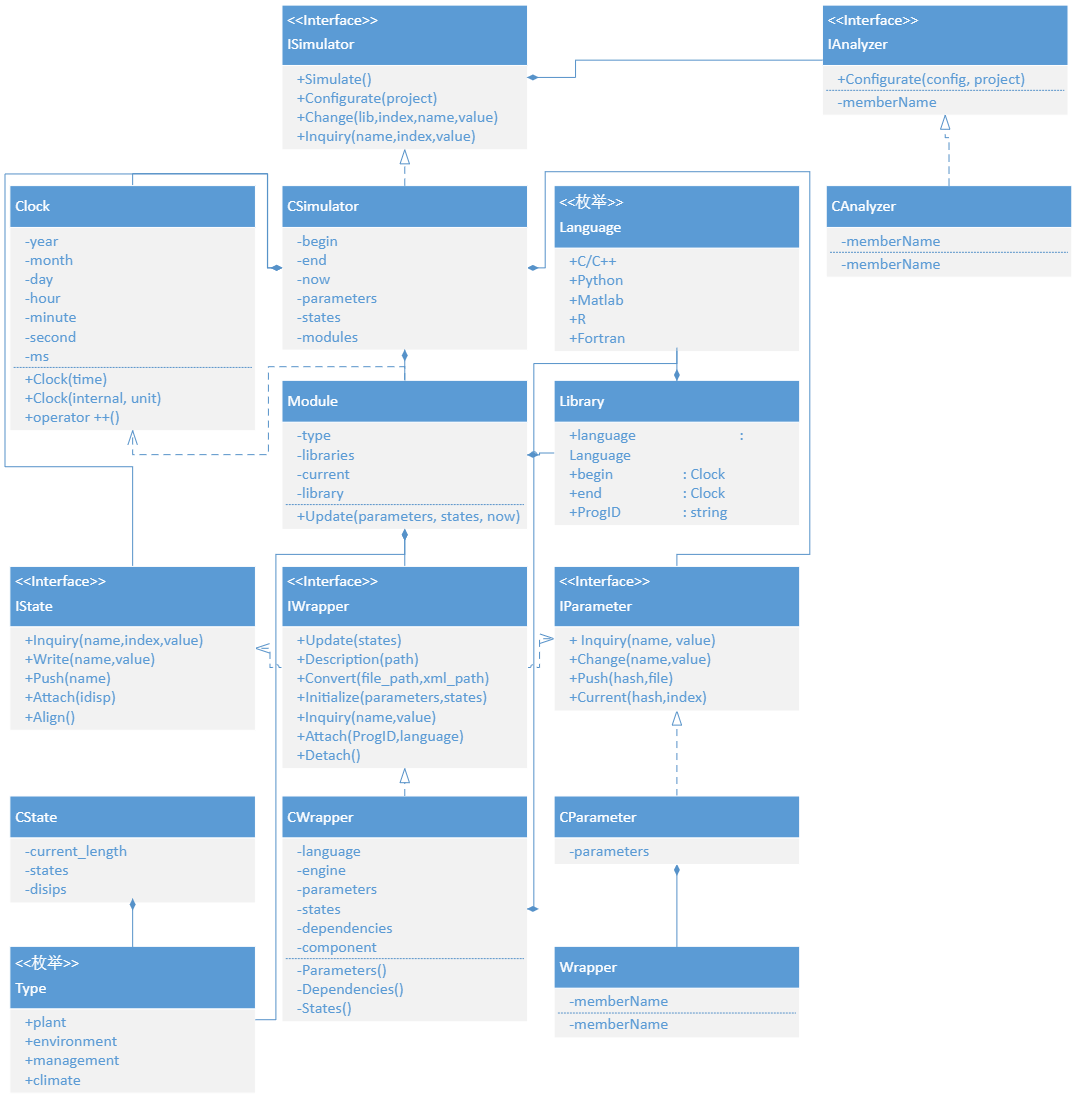 <<Interface>>
ISimulator
+Simulate()
+Configurate(project)
+Change(lib,index,name,value)
+Inquiry(name,index,value)
<<Interface>>
IAnalyzer
+Configurate(config, project)
-memberName
Clock
-year
-month
-day
-hour
-minute
-second
-ms
+Clock(time)
+Clock(internal, unit)
+operator ++()
CSimulator
-begin
-end
-now
-parameters
-states
-modules
<<枚举>>
Language
+C/C++
+Python
+Matlab
+R
+Fortran
CAnalyzer
-memberName
-memberName
Module
-type
-libraries
-current
-library
+Update(parameters, states, now)
Library
+language :
Language
+begin : Clock
+end : Clock
+ProgID : string
<<Interface>>
IState
+Inquiry(name,index,value)
+Write(name,value)
+Push(name)
+Attach(idisp)
+Align()
<<Interface>>
IWrapper
+Update(states)
+Description(path)
+Convert(file_path,xml_path)
+Initialize(parameters,states)
+Inquiry(name,value)
+Attach(ProgID,language)
+Detach()
<<Interface>>
IParameter
+ Inquiry(name, value)
+Change(name,value)
+Push(hash,file)
+Current(hash,index)
CState
-current_length
-states
-disips
CWrapper
-language
-engine
-parameters
-states
-dependencies
-component
-Parameters()
-Dependencies()
-States()
CParameter
-parameters
<<枚举>>
Type
+plant
+environment
+management
+climate
Wrapper
-memberName
-memberName